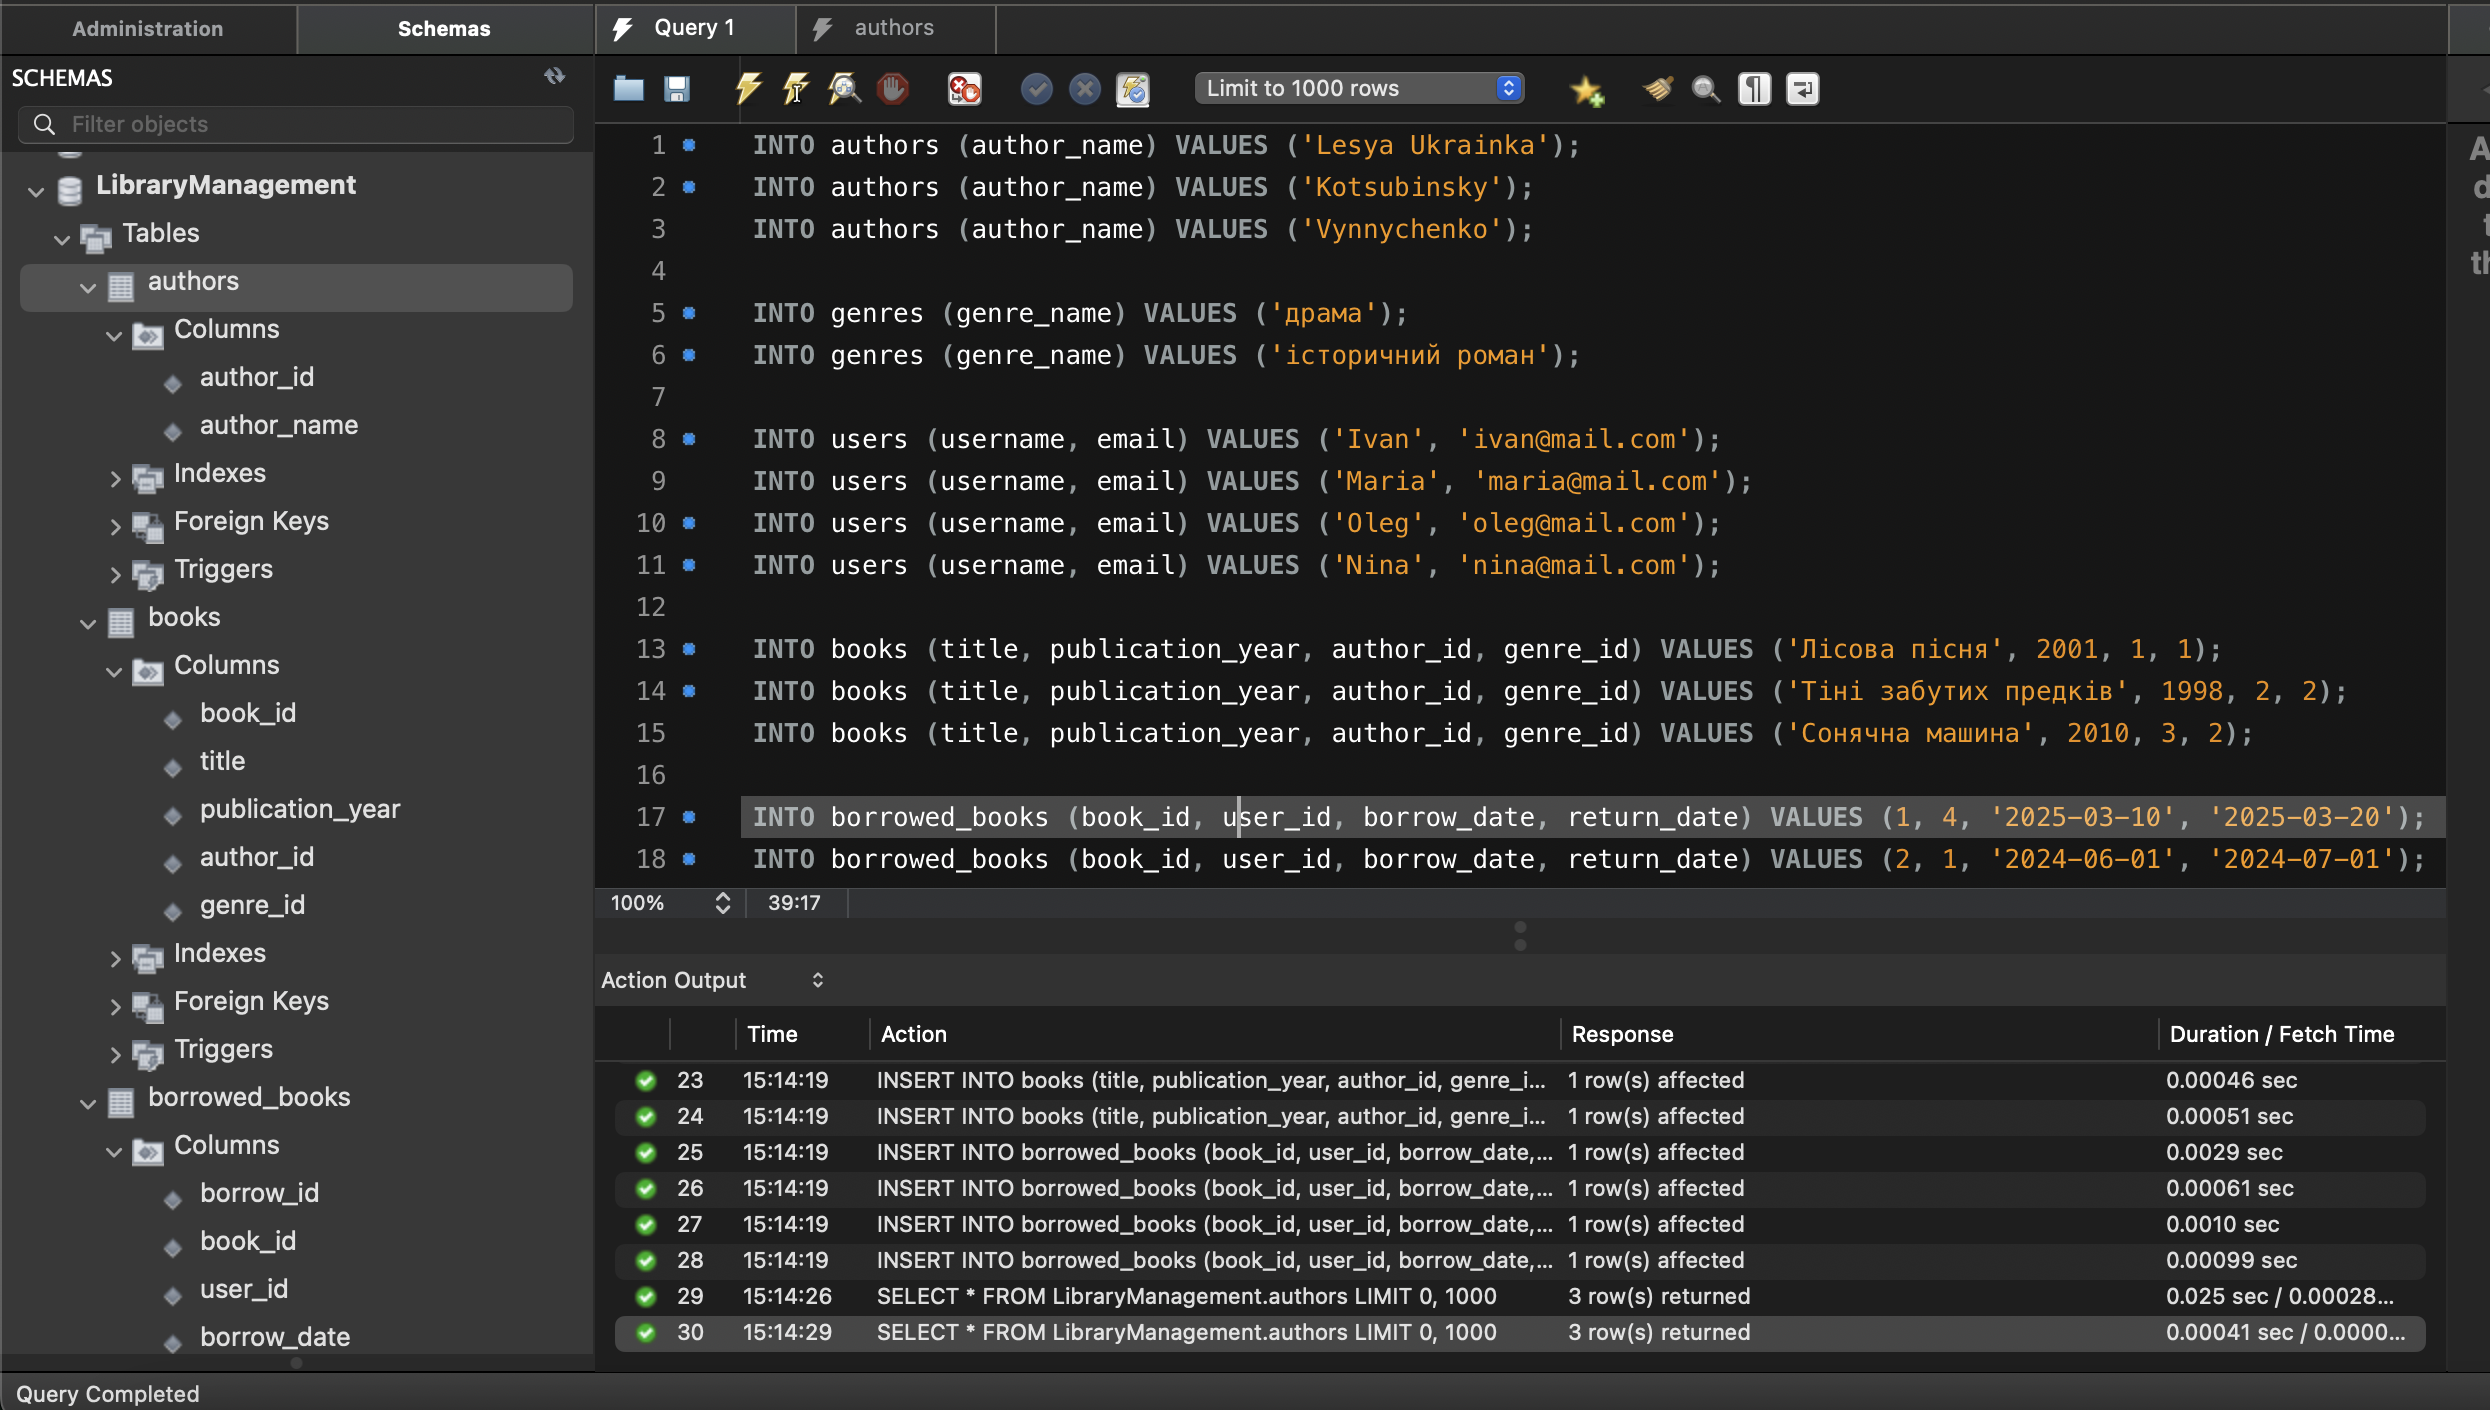 Administration
Schemas
Query 1
authors
SCHEMAS
Filter objects
Limit to 1000 rows
LibraryManagement
Tables
authors
Columns
author_id
author_name
Indexes
Foreign Keys
Triggers
books
Columns
book_id
title
publication_year
author_id
genre_id
Indexes
Foreign Keys
Triggers
borrowed_books
Columns
borrow_id
book_id
user_id
borrow_date
1 INTO authors (author_name) VALUES ('Lesya Ukrainka');
2 INTO authors (author_name) VALUES ('Kotsubinsky');
3 INTO authors (author_name) VALUES ('Vynnychenko');
4
5 INTO genres (genre_name) VALUES ('драма');
6 INTO genres (genre_name) VALUES ('історичний роман');
7
8 INTO users (username, email) VALUES ('Ivan', 'ivan@mail.com');
9 INTO users (username, email) VALUES ('Maria', 'maria@mail.com');
10 INTO users (username, email) VALUES ('Oleg', 'oleg@mail.com');
11 INTO users (username, email) VALUES ('Nina', 'nina@mail.com');
12
13 INTO books (title, publication_year, author_id, genre_id) VALUES ('Лісова пісня', 2001, 1, 1);
14 INTO books (title, publication_year, author_id, genre_id) VALUES ('Тіні забутих предків', 1998, 2, 2);
15 INTO books (title, publication_year, author_id, genre_id) VALUES ('Сонячна машина', 2010, 3, 2);
16
17 INTO borrowed_books (book_id, user_id, borrow_date, return_date) VALUES (1, 4, '2025-03-10', '2025-03-20');
18 INTO borrowed_books (book_id, user_id, borrow_date, return_date) VALUES (2, 1, '2024-06-01', '2024-07-01');
100% 39:17
Action Output
Time Action Response Duration / Fetch Time
23 15:14:19 INSERT INTO books (title, publication_year, author_id, genre_i... 1 row(s) affected 0.00046 sec
24 15:14:19 INSERT INTO books (title, publication_year, author_id, genre_i... 1 row(s) affected 0.00051 sec
25 15:14:19 INSERT INTO borrowed_books (book_id, user_id, borrow_date,... 1 row(s) affected 0.0029 sec
26 15:14:19 INSERT INTO borrowed_books (book_id, user_id, borrow_date,... 1 row(s) affected 0.00061 sec
27 15:14:19 INSERT INTO borrowed_books (book_id, user_id, borrow_date,... 1 row(s) affected 0.0010 sec
28 15:14:19 INSERT INTO borrowed_books (book_id, user_id, borrow_date,... 1 row(s) affected 0.00099 sec
29 15:14:26 SELECT * FROM LibraryManagement.authors LIMIT 0, 1000 3 row(s) returned 0.025 sec / 0.00028...
30 15:14:29 SELECT * FROM LibraryManagement.authors LIMIT 0, 1000 3 row(s) returned 0.00041 sec / 0.0000...
Query Completed